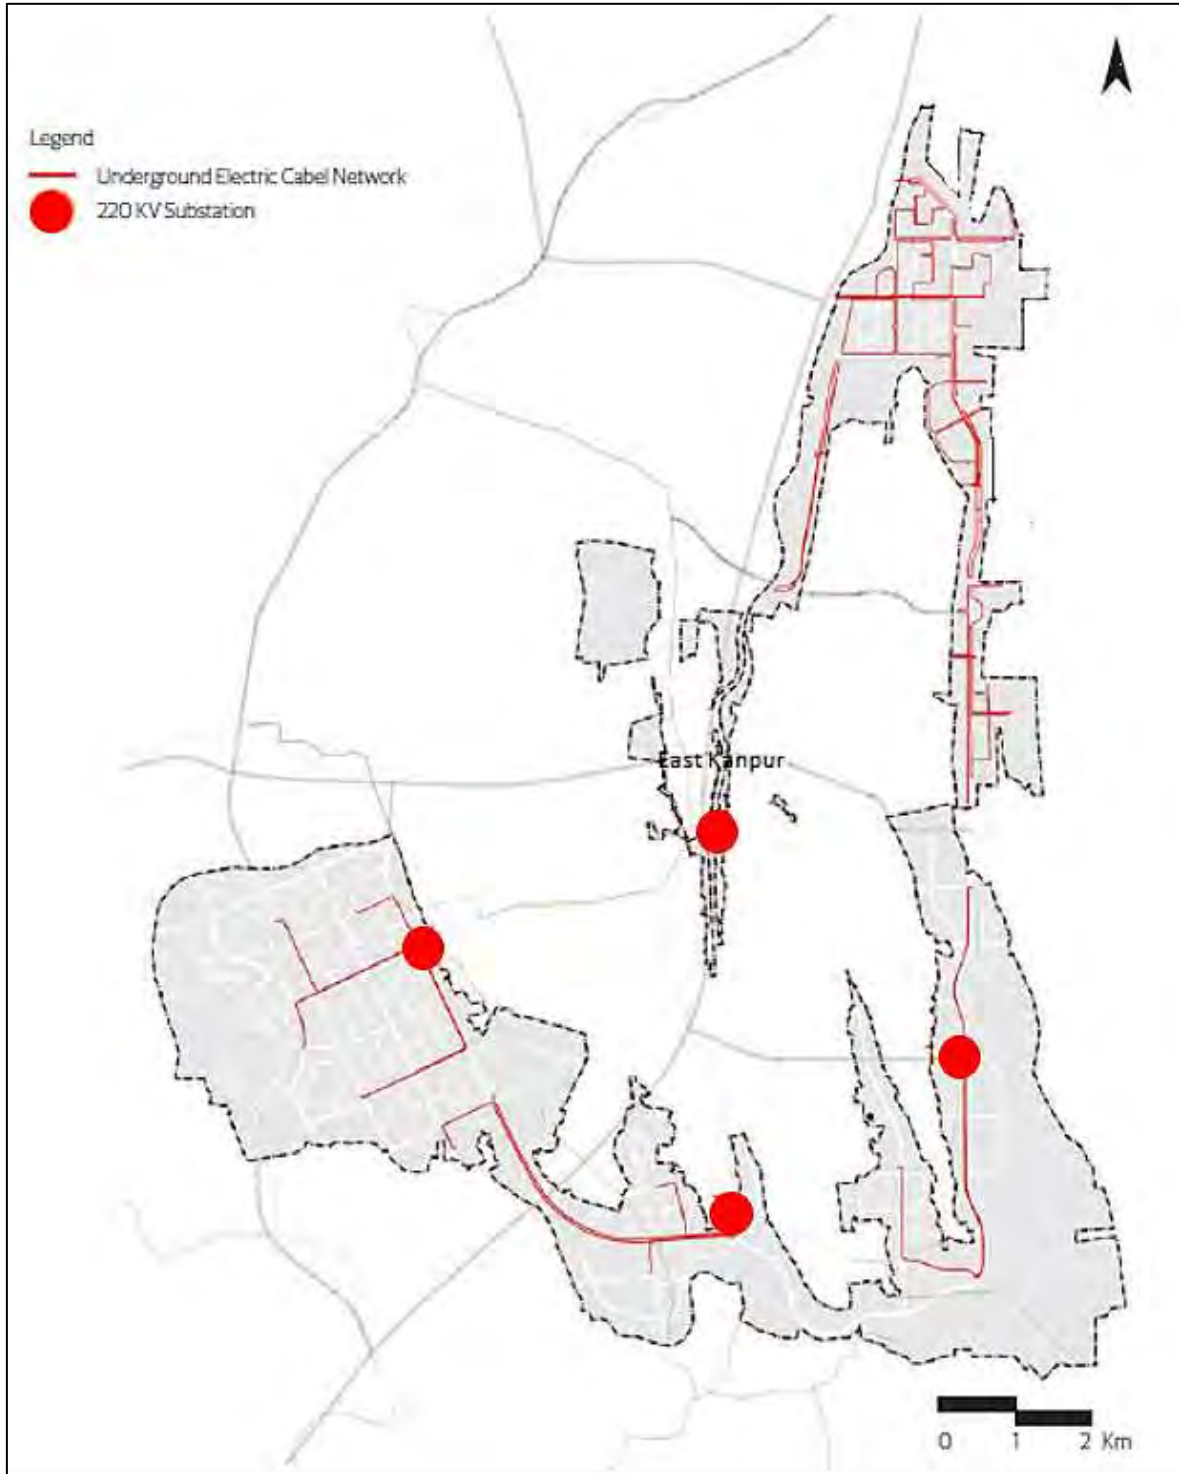 Legend
Underground Electric Cabel Network
220 KV Substation
East Kanpur
0 1 2 Km